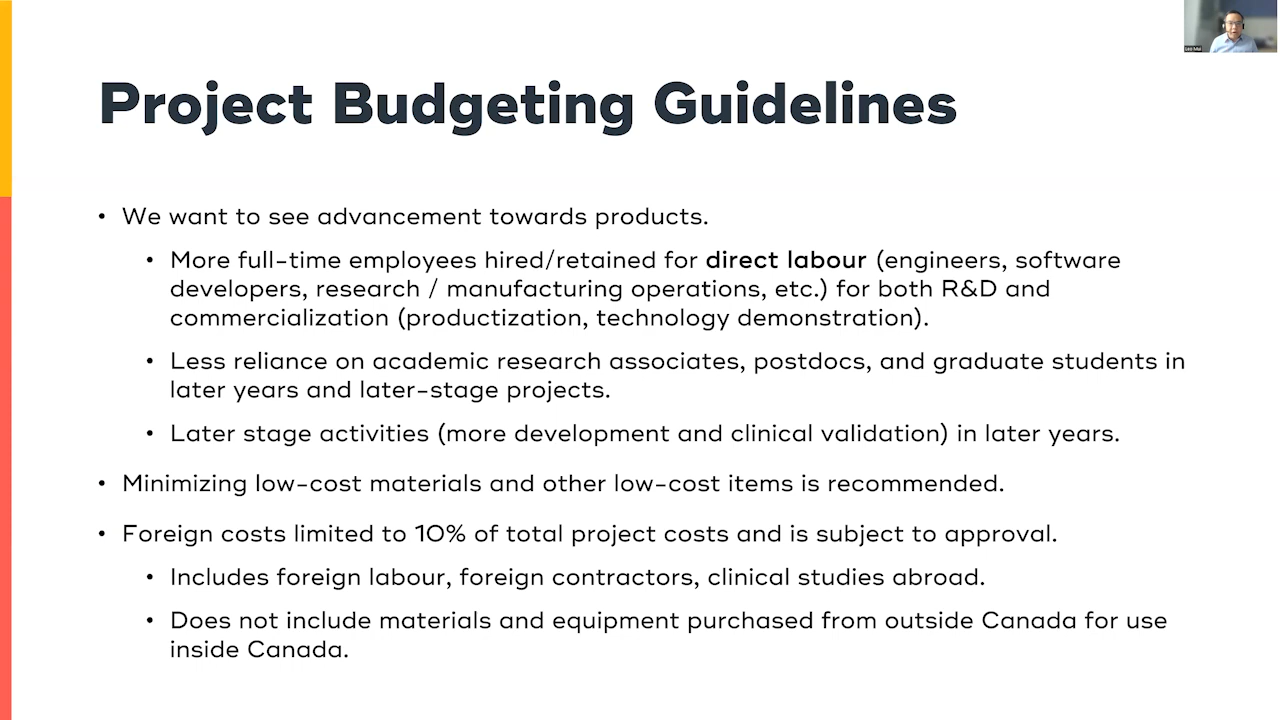 Project Budgeting Guidelines
• We want to see advancement towards products.
• More full-time employees hired/retained for direct labour (engineers, software
developers, research / manufacturing operations, etc.) for both R&D and
commercialization (productization, technology demonstration).
• Less reliance on academic research associates, postdocs, and graduate students in
later years and later-stage projects.
• Later stage activities (more development and clinical validation) in later years.
• Minimizing low-cost materials and other low-cost items is recommended.
• Foreign costs limited to 10% of total project costs and is subject to approval.
• Includes foreign labour, foreign contractors, clinical studies abroad.
• Does not include materials and equipment purchased from outside Canada for use
inside Canada.